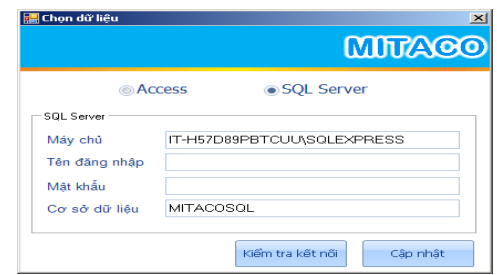 Chọn dữ liệu
MITACO
Access SQL Server
SQL Server
Máy chủ IT-H57D89PBTCUU\SQLEXPRESS
Tên đăng nhập
Mật khẩu
Cơ sở dữ liệu MITACOSQL
Kiểm tra kết nối Cập nhật